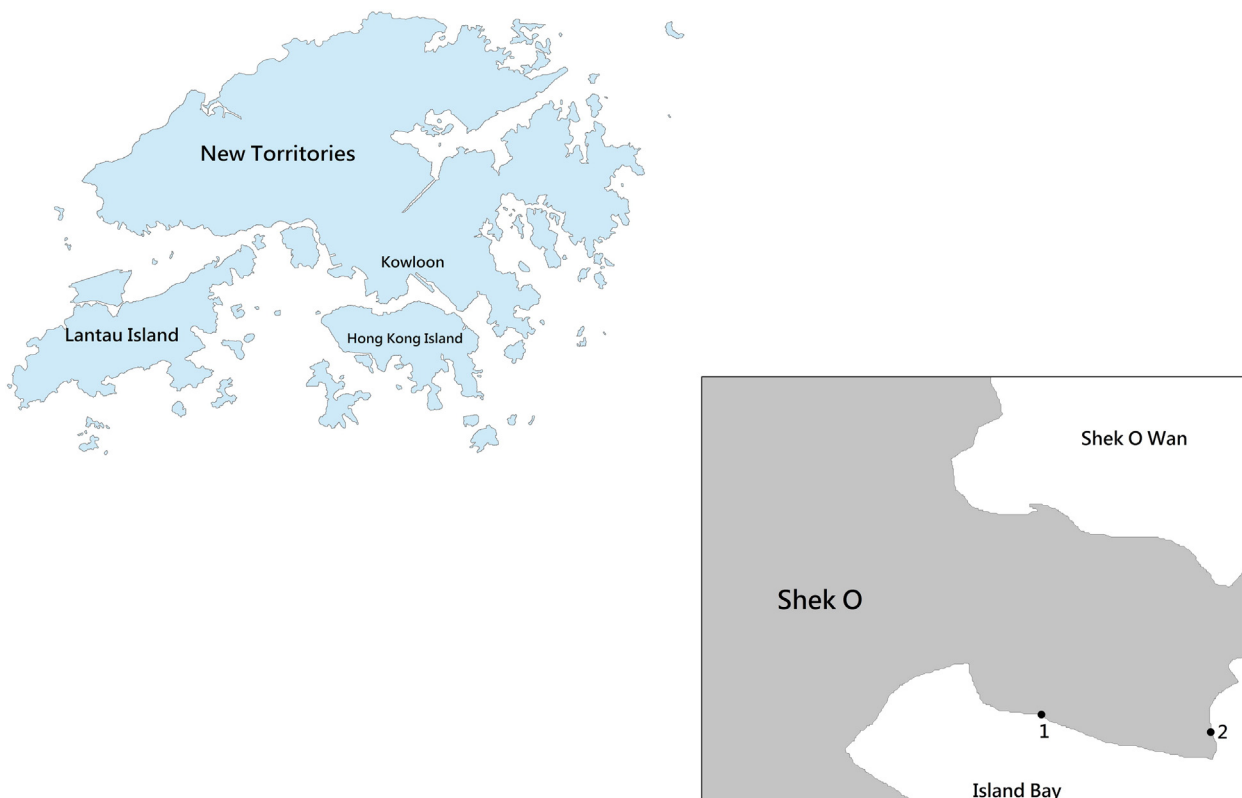 New Torritories
Kowloon
Lantau Island
Hong Kong Island
Shek O Wan
Shek O
1
2
Island Bay